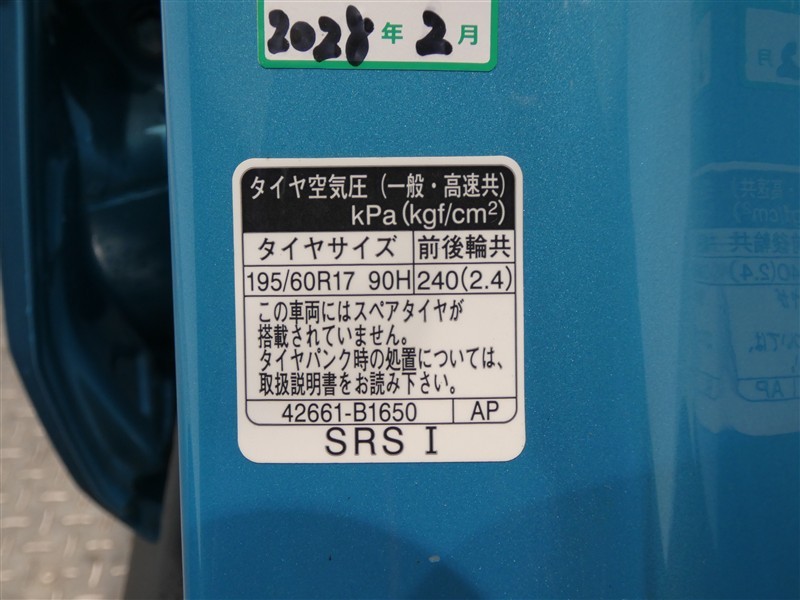 2028年2月
タイヤ空気圧(一般・高速共)
kPa(kgf/cm²)
タイヤサイズ 前後輪共
195/60R17 90H 240(2.4)
この車両にはスペアタイヤが
搭載されていません。
タイヤパンク時の処置については、
取扱説明書をお読み下さい。
42661-B1650 AP
SRS I